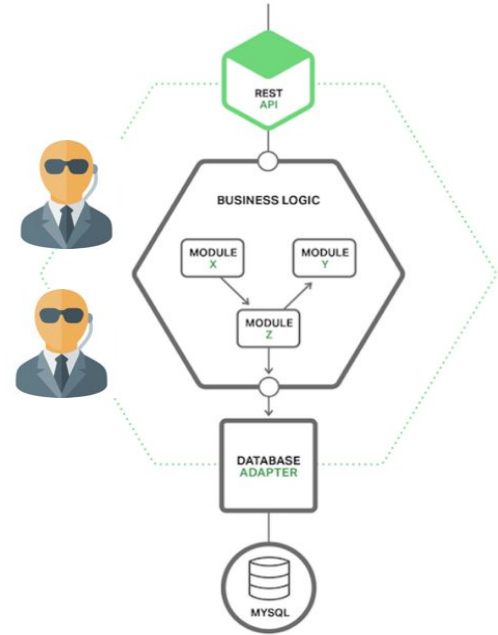 REST
API
BUSINESS LOGIC
MODULE
X
MODULE
Y
MODULE
Z
DATABASE
ADAPTER
MYSQL